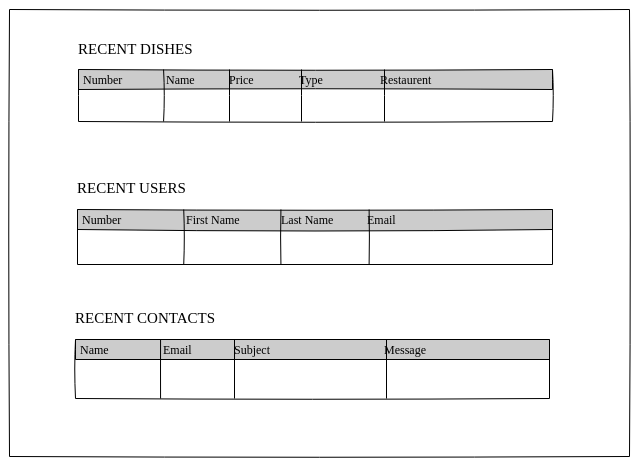 RECENT DISHES
Number Name Price Type Restaurent
RECENT USERS
Number First Name Last Name Email
RECENT CONTACTS
Name Email Subject Message